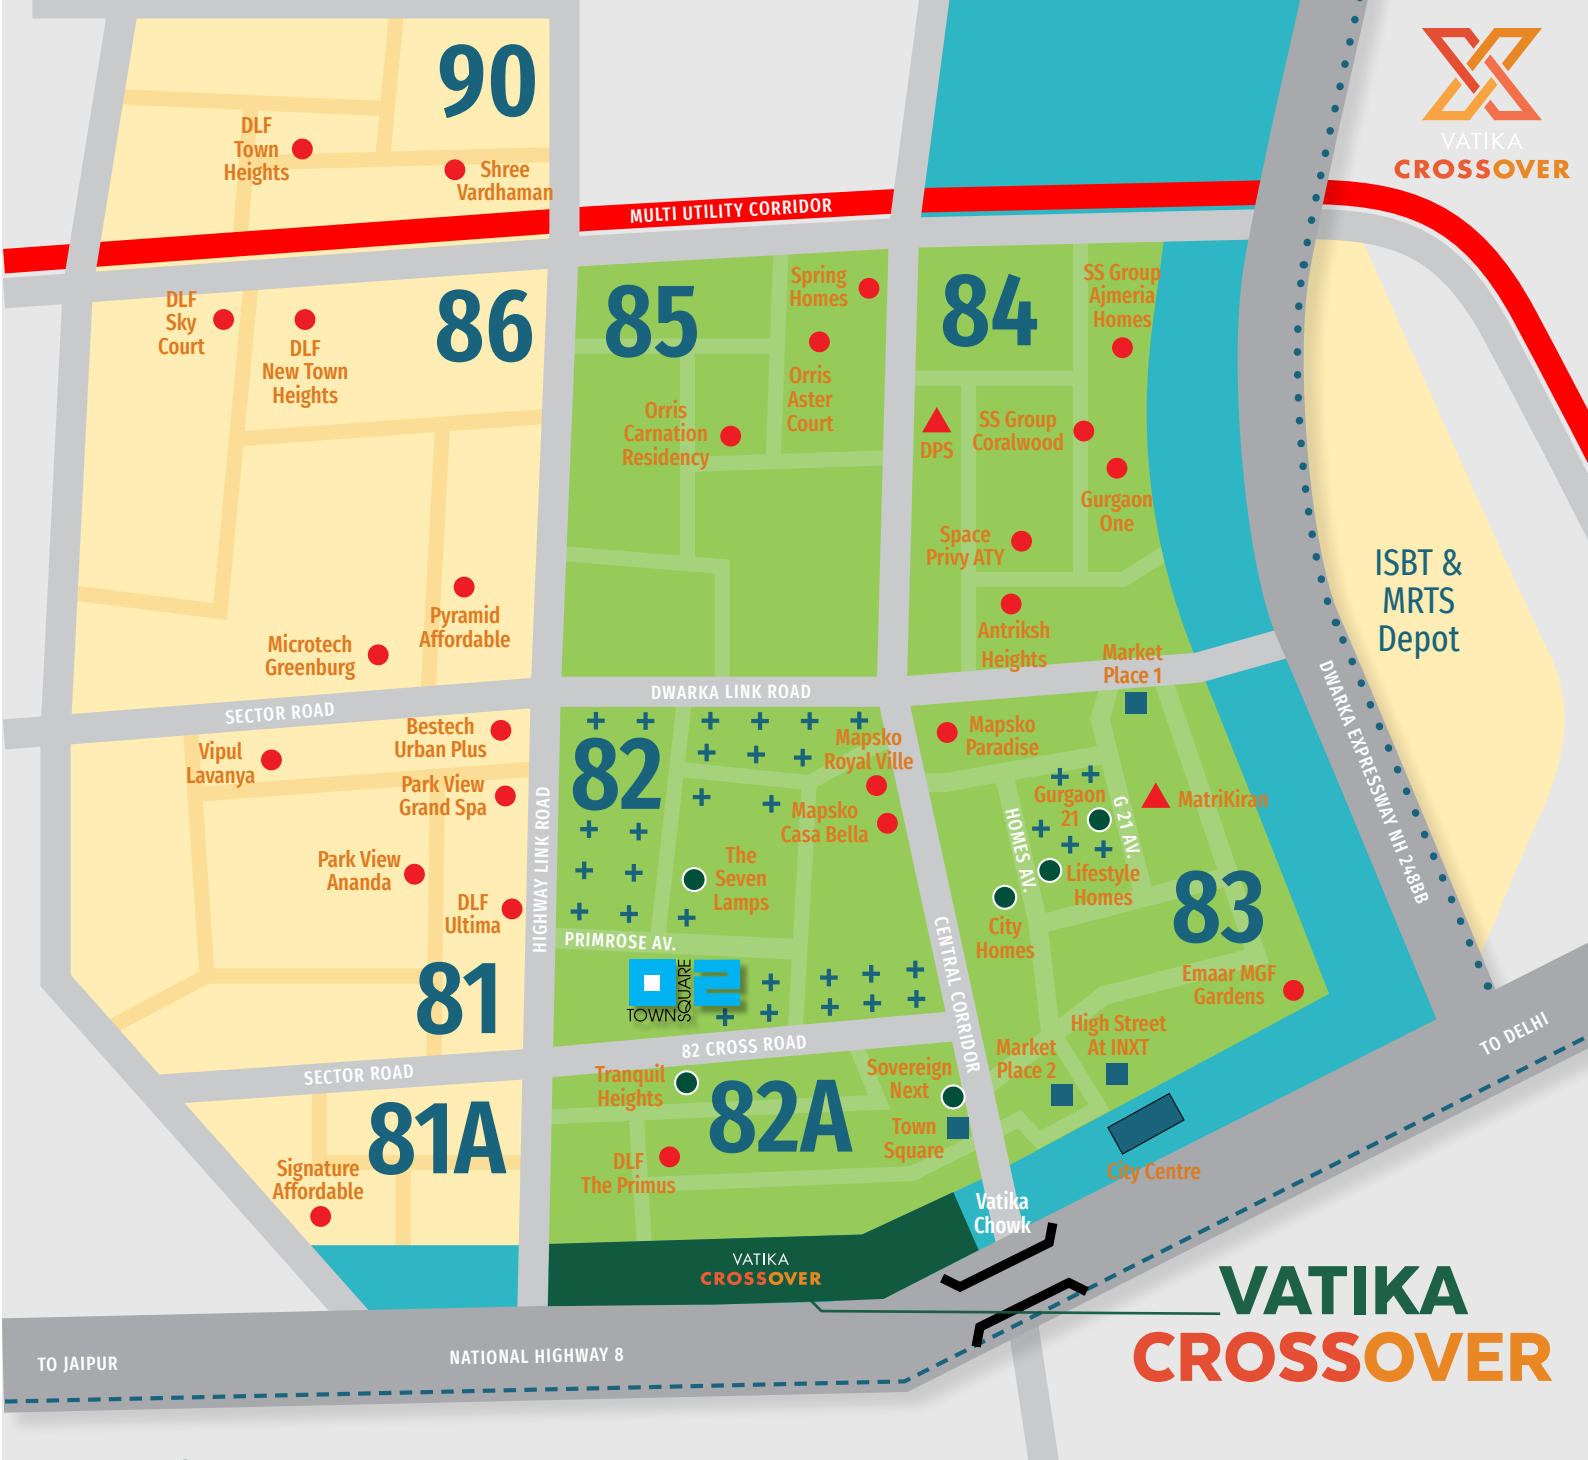 90
DLF
Town
Heights
Shree
Vardhaman
VATIKA
CROSSOVER
MULTI UTILITY CORRIDOR
DLF
Sky
Court
DLF
New Town
Heights
86
85
Spring
Homes
Orris
Aster
Court
Orris
Carnation
Residency
84
SS Group
Ajmeria
Homes
DPS
SS Group
Coralwood
Gurgaon
One
Space
Privy ATY
Antriksh
Heights
Market
Place 1
ISBT &
MRTS
Depot
Pyramid
Affordable
Microtech
Greenburg
SECTOR ROAD
DWARKA LINK ROAD
DWARKA EXPRESSWAY NH 248BB
Vipul
Lavanya
Bestech
Urban Plus
Park View
Grand Spa
Park View
Ananda
DLF
Ultima
81
HIGHWAY LINK ROAD
82
Mapsko
Royal Ville
Mapsko
Casa Bella
The
Seven
Lamps
PRIMROSE AV.
TOWN
SQUARE
2
82 CROSS ROAD
CENTRAL CORRIDOR
Mapsko
Paradise
Gurgaon
21
G 21 AV.
HOMES AV.
MatriKiran
Lifestyle
Homes
City
Homes
83
Emaar MGF
Gardens
High Street
At INXT
Market
Place 2
SECTOR ROAD
81A
Signature
Affordable
Tranquil
Heights
82A
Sovereign
Next
Town
Square
DLF
The Primus
City Centre
Vatika
Chowk
TO DELHI
VATIKA
CROSSOVER
VATIKA
CROSSOVER
TO JAIPUR
NATIONAL HIGHWAY 8